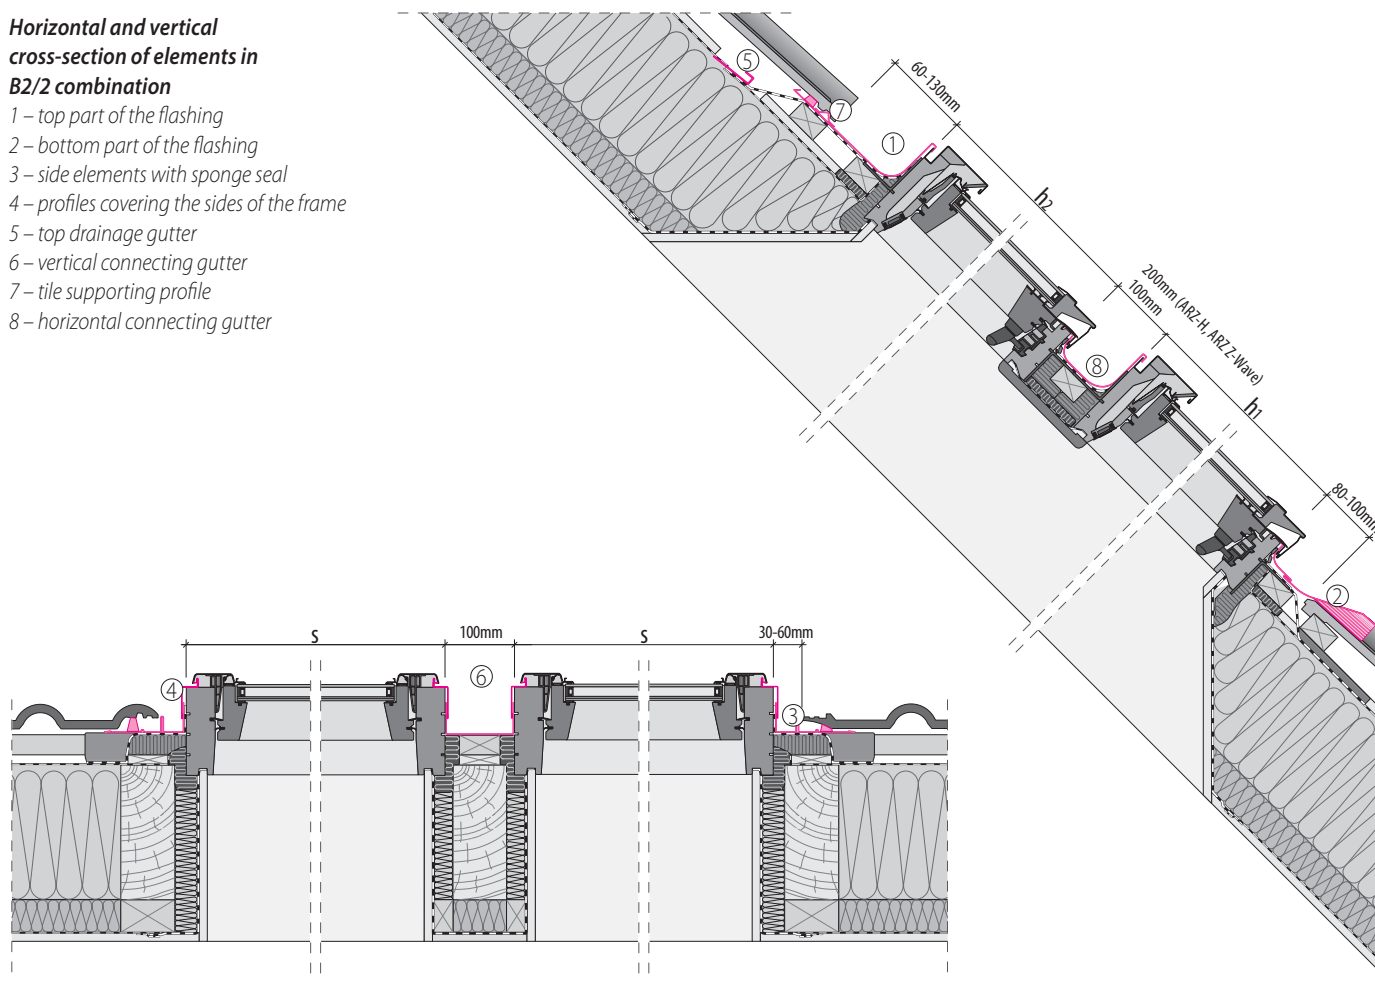 Horizontal and vertical
cross-section of elements in
B2/2 combination
1 – top part of the flashing
2 – bottom part of the flashing
3 – side elements with sponge seal
4 – profiles covering the sides of the frame
5 – top drainage gutter
6 – vertical connecting gutter
7 – tile supporting profile
8 – horizontal connecting gutter
5
7
60-130mm
1
h2
200mm (ARZ-H, ARZ Z-Wave)
100mm
8
h1
80-100mm
2
s
100mm
s
30-60mm
4
6
3